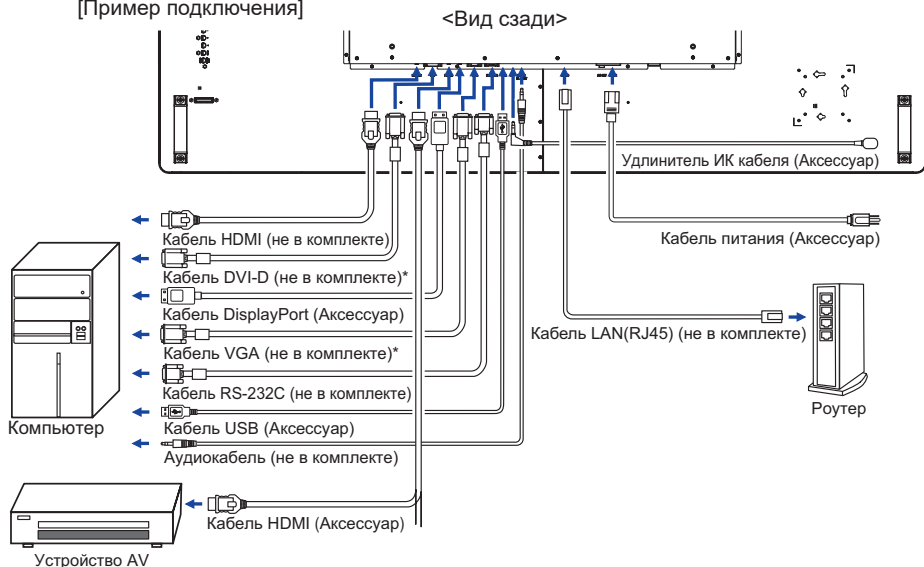 [Пример подключения]
<Вид сзади>
Удлинитель ИК кабеля (Аксессуар)
Кабель HDMI (не в комплекте)
Кабель питания (Аксессуар)
Кабель DVI-D (не в комплекте)*
Кабель DisplayPort (Аксессуар)
Кабель LAN(RJ45) (не в комплекте)
Кабель VGA (не в комплекте)*
Кабель RS-232C (не в комплекте)
Роутер
Компьютер
Кабель USB (Аксессуар)
Аудиокабель (не в комплекте)
Кабель HDMI (Аксессуар)
Устройство AV